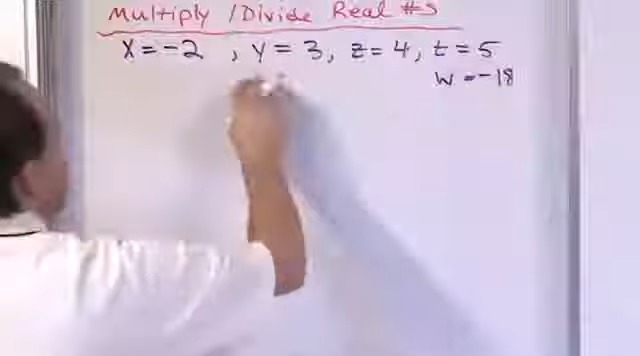 Multiply / Divide Real #s
x = -2 , y = 3, z = 4, t = 5
w = -18